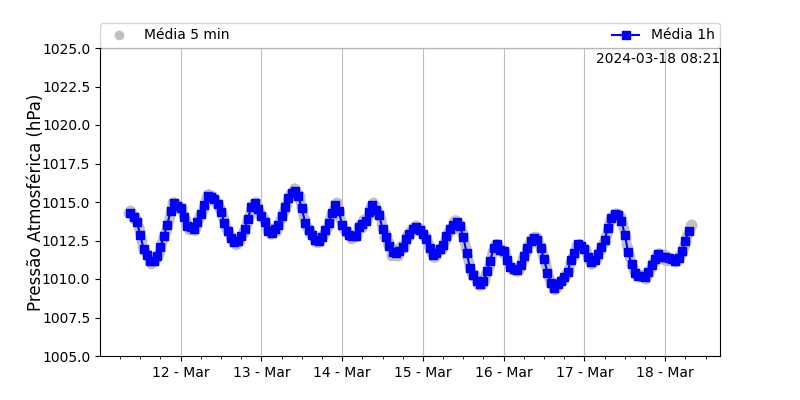 Média 5 min
Média 1h
2024-03-18 08:21
Pressão Atmosférica (hPa)
1025.0
1022.5
1020.0
1017.5
1015.0
1012.5
1010.0
1007.5
1005.0
12 - Mar
13 - Mar
14 - Mar
15 - Mar
16 - Mar
17 - Mar
18 - Mar